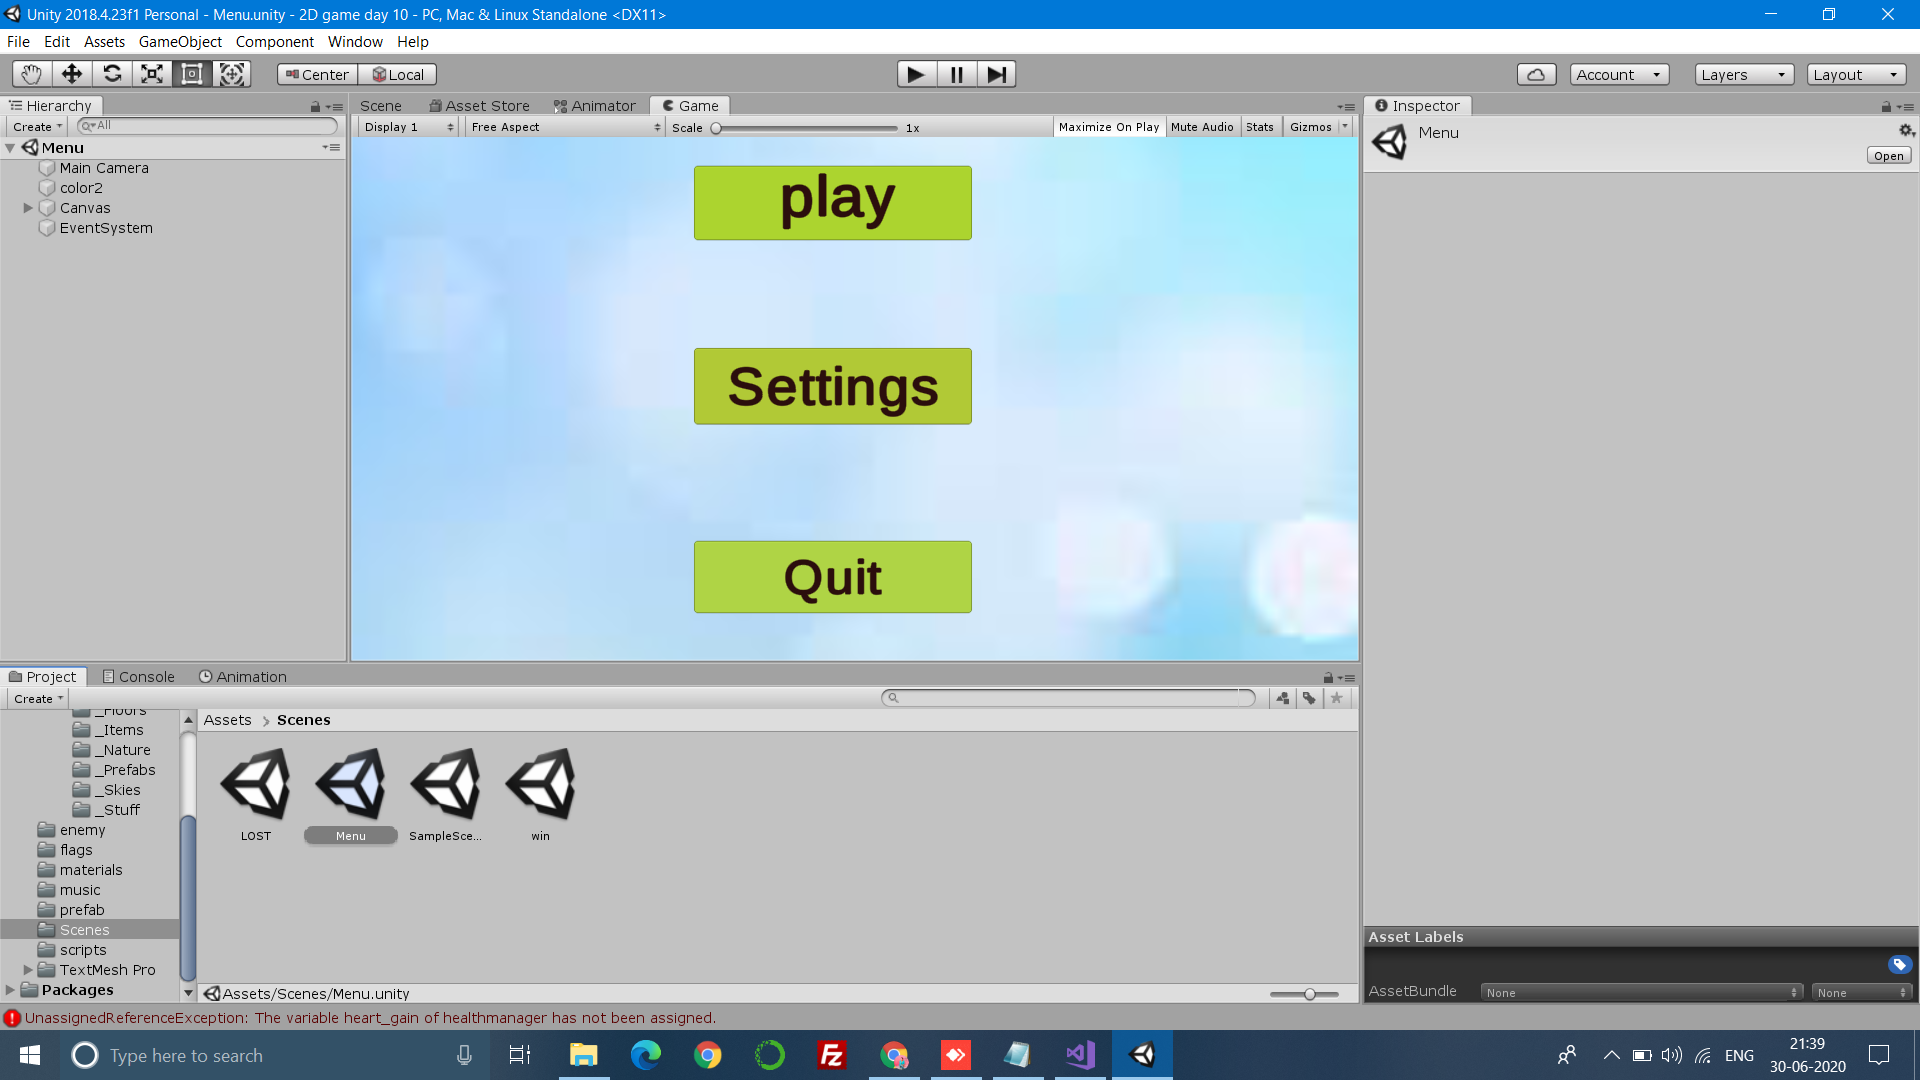 Unity 2018.4.23f1 Personal - Menu.unity - 2D game day 10 - PC, Mac & Linux Standalone <DX11>
File Edit Assets GameObject Component Window Help
Center Local Account Layers Layout
Hierarchy
Create All
Menu
Main Camera
color2
Canvas
EventSystem
Scene Asset Store Animator Game
Display 1 Free Aspect Scale 1x Maximize On Play Mute Audio Stats Gizmos
play
Settings
Quit
Inspector
Menu
Open
Project Console Animation
Create
_Floors
_Items
_Nature
_Prefabs
_Skies
_Stuff
enemy
flags
materials
music
prefab
Scenes
scripts
TextMesh Pro
Packages
Assets Scenes
LOST Menu SampleSce... win
Assets/Scenes/Menu.unity
Asset Labels
AssetBundle None None
UnassignedReferenceException: The variable heart_gain of healthmanager has not been assigned.
Type here to search
ENG
21:39
30-06-2020